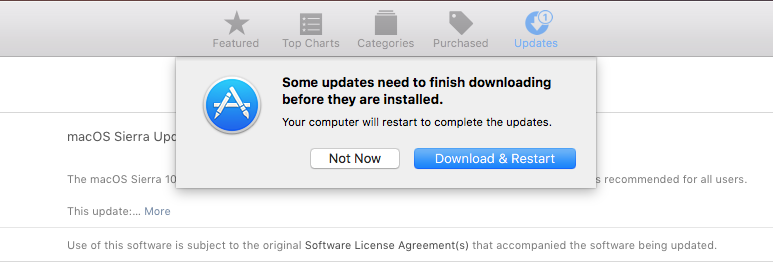 1
Featured Top Charts Categories Purchased Updates
Some updates need to finish downloading
before they are installed.
Your computer will restart to complete the updates.
Not Now Download & Restart
macOS Sierra Upd
The macOS Sierra 10 s recommended for all users.
This update:... More
Use of this software is subject to the original Software License Agreement(s) that accompanied the software being updated.